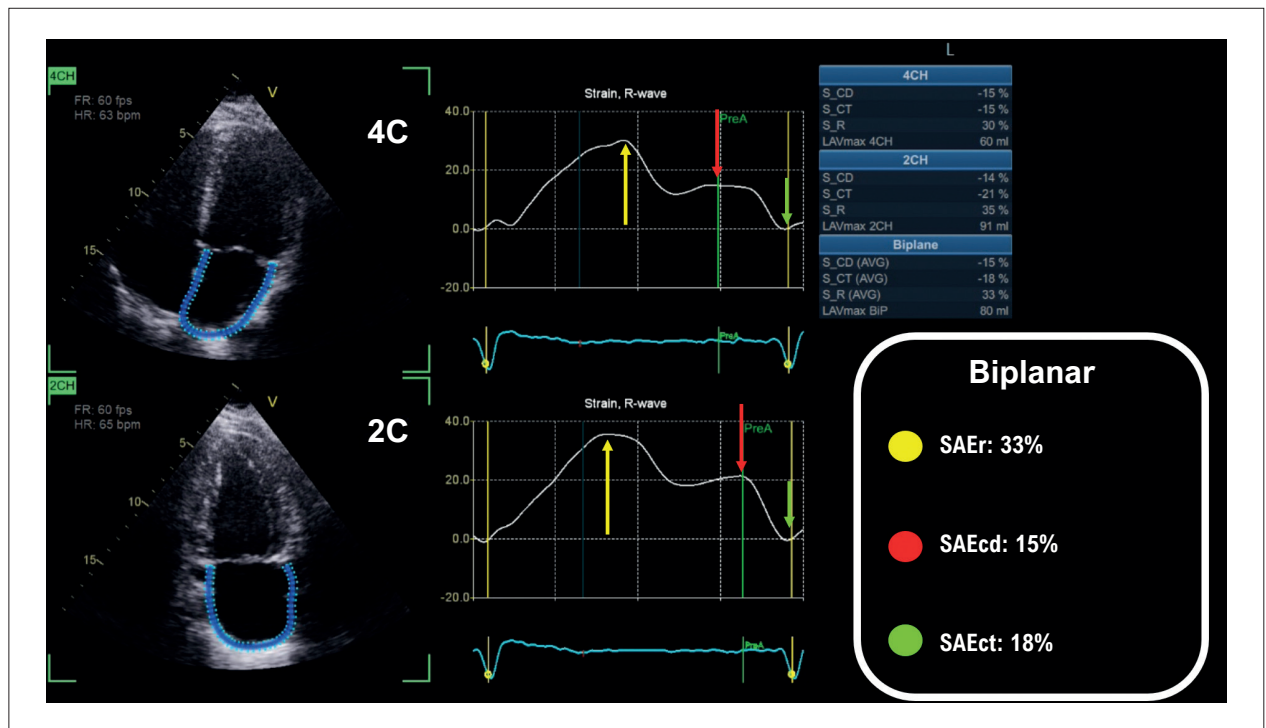 L
4CH
FR: 60 fps
HR: 63 bpm
V
5
10
15
4C
Strain, R-wave
40.0
20.0
0.0
-20.0
PreA
PreA
4CH
S_CD -15 %
S_CT -15 %
S_R 30 %
LAVmax 4CH 60 ml
2CH
S_CD -14 %
S_CT -21 %
S_R 35 %
LAVmax 2CH 91 ml
Biplane
S_CD (AVG) -15 %
S_CT (AVG) -18 %
S_R (AVG) 33 %
LAVmax BiP 80 ml
2CH
FR: 60 fps
HR: 65 bpm
V
5
10
15
2C
Strain, R-wave
40.0
20.0
0.0
-20.0
PreA
PreA
Biplanar
SAEr: 33%
SAEcd: 15%
SAEct: 18%